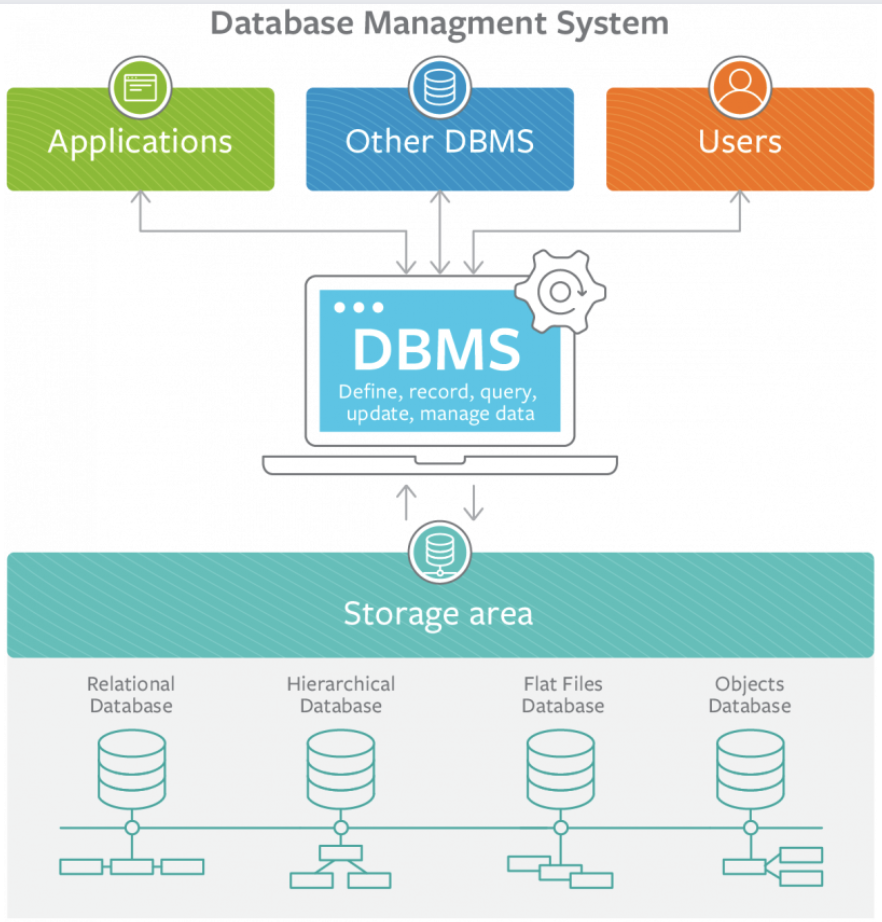 Database Managment System
Applications
Other DBMS
Users
DBMS
Define, record, query,
update, manage data
Storage area
Relational
Database
Hierarchical
Database
Flat Files
Database
Objects
Database